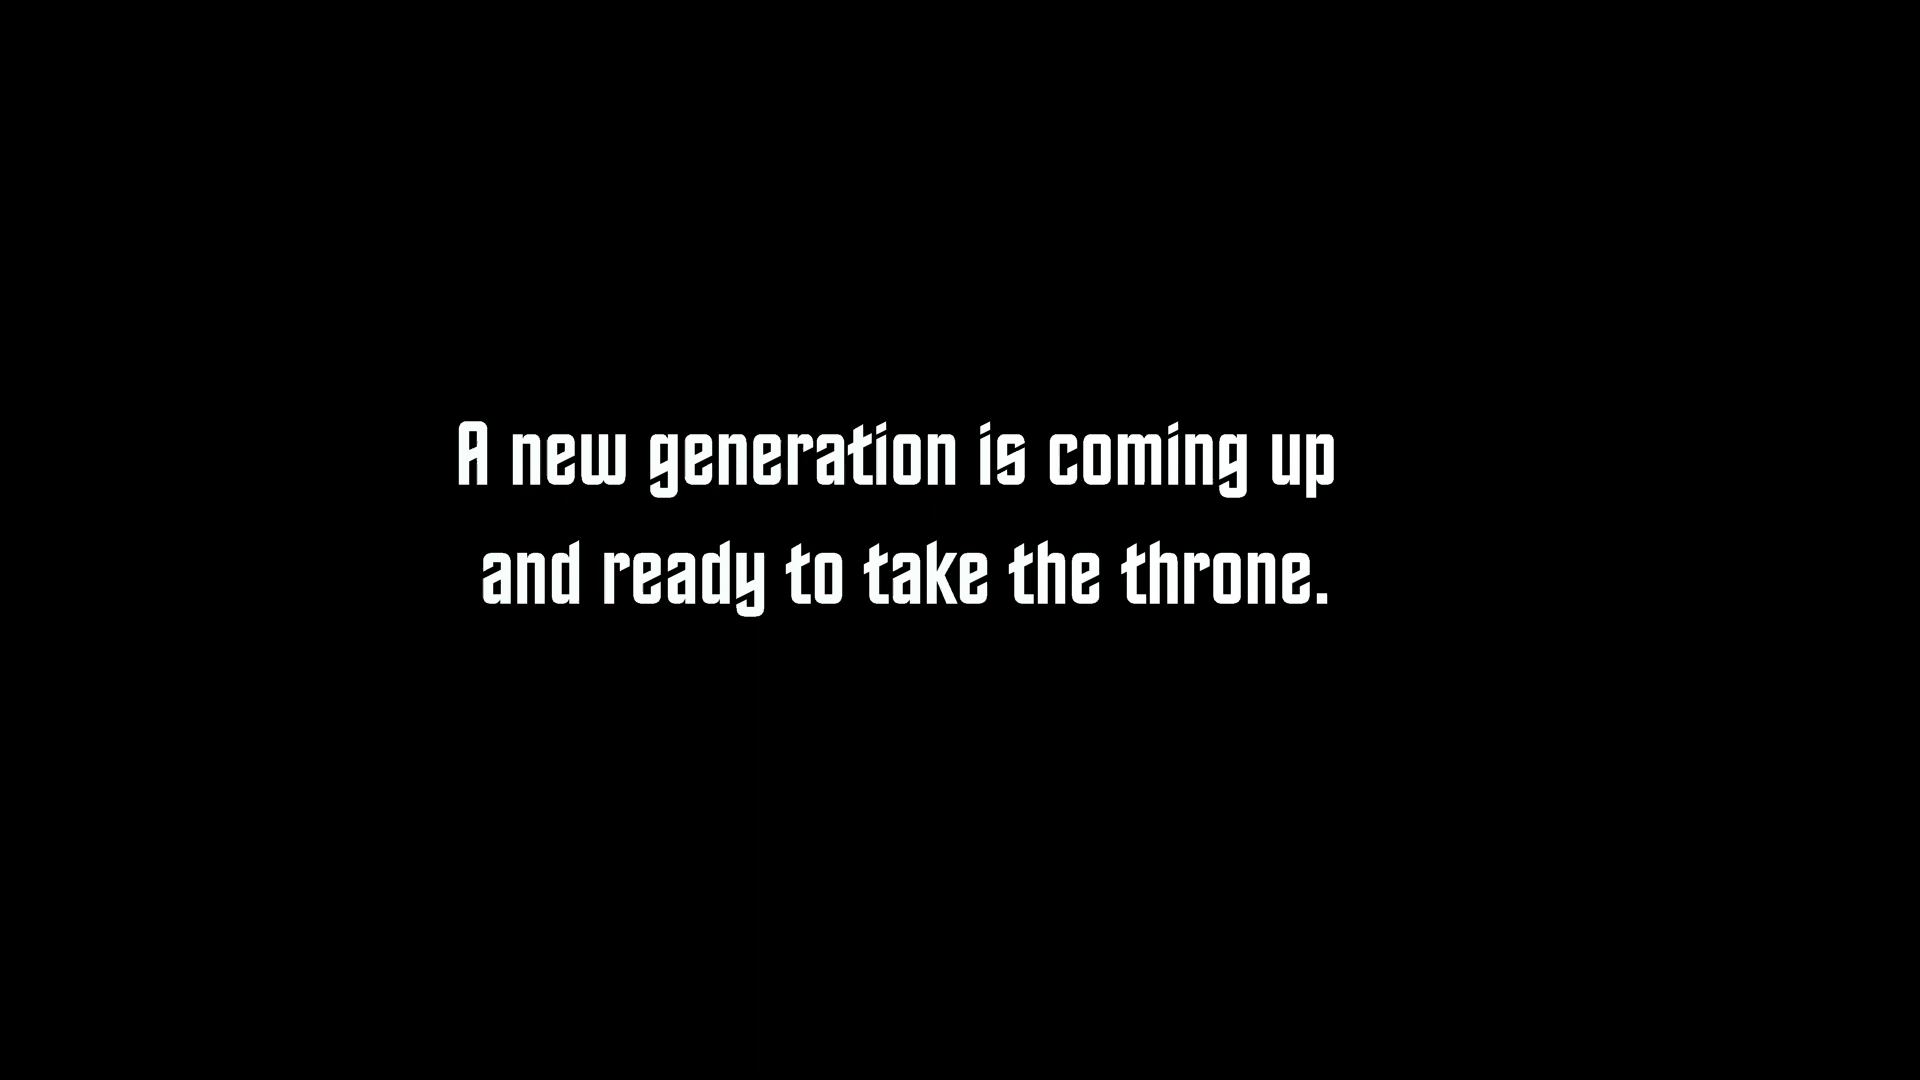 A new generation is coming up
and ready to take the throne.